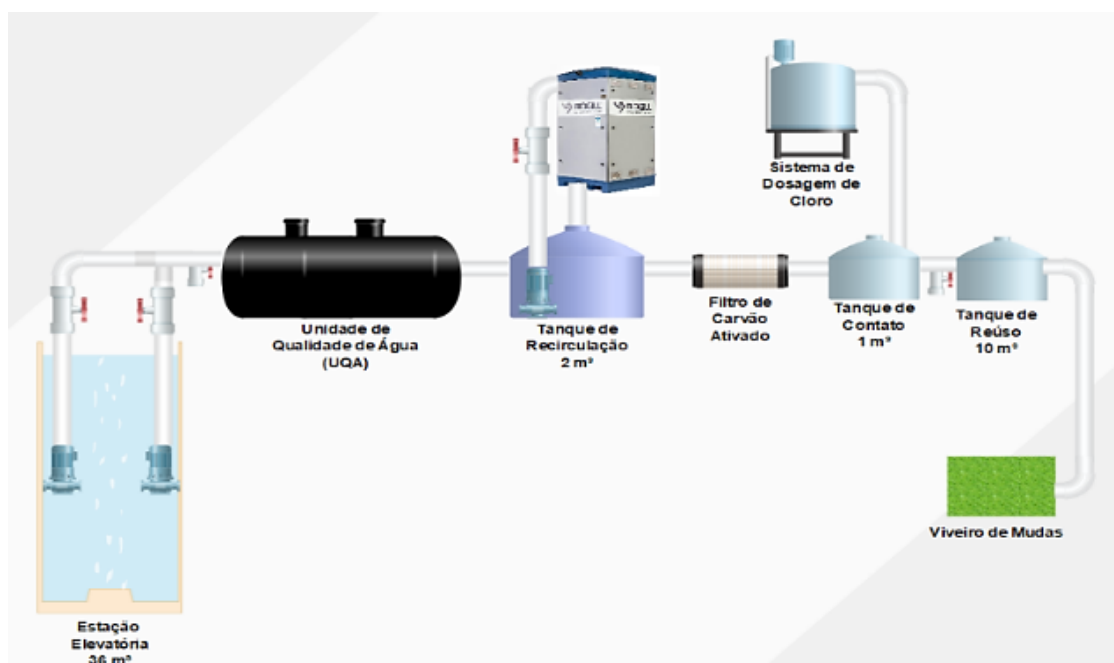 Sistema de
Dosagem de
Cloro
Unidade de
Qualidade de Água
(UQA)
Tanque de
Recirculação
2 m³
Filtro de
Carvão
Ativado
Tanque de
Contato
1 m³
Tanque de
Reúso
10 m³
Viveiro de Mudas
Estação
Elevatória
36 m³